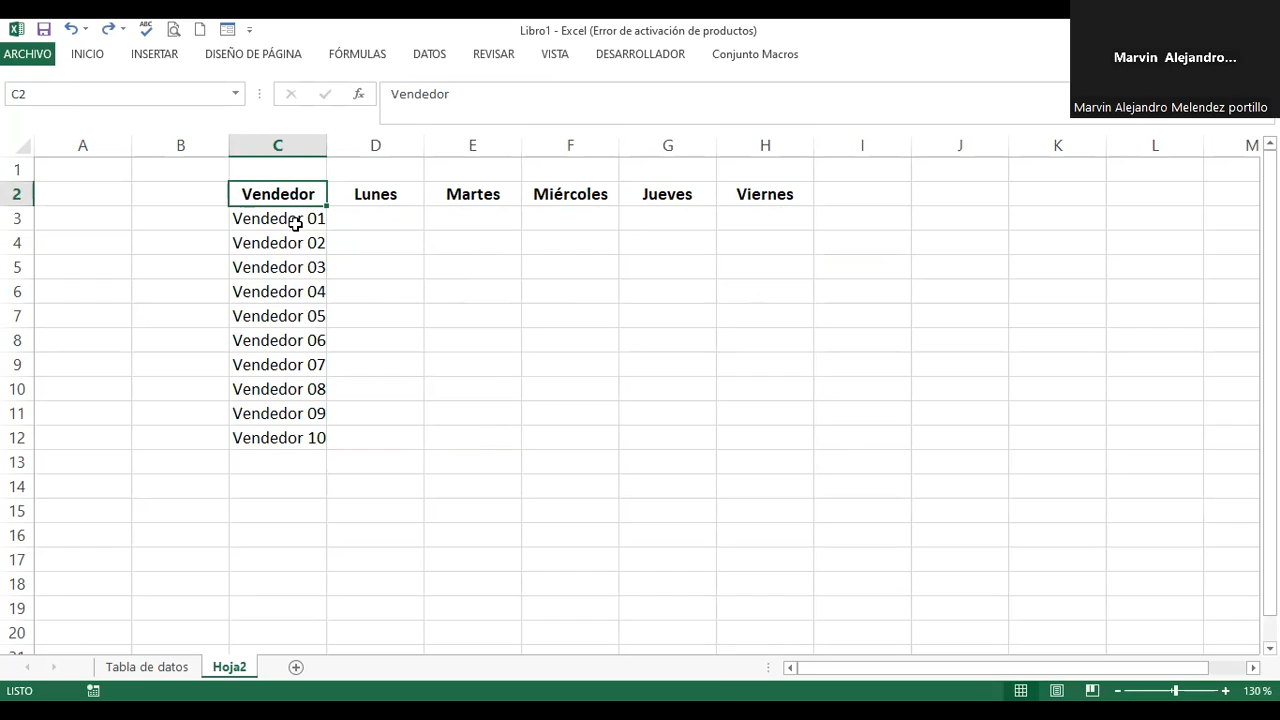 ABC
Libro1 - Excel (Error de activación de productos)
Marvin Alejandro...
Marvin Alejandro Melendez portillo
ARCHIVO INICIO INSERTAR DISEÑO DE PÁGINA FÓRMULAS DATOS REVISAR VISTA DESARROLLADOR Conjunto Macros
C2 fx Vendedor
A B C D E F G H I J K L M
1
2 Vendedor Lunes Martes Miércoles Jueves Viernes
3 Vendedor 01
4 Vendedor 02
5 Vendedor 03
6 Vendedor 04
7 Vendedor 05
8 Vendedor 06
9 Vendedor 07
10 Vendedor 08
11 Vendedor 09
12 Vendedor 10
13
14
15
16
17
18
19
20
21
Tabla de datos Hoja2
LISTO 130 %